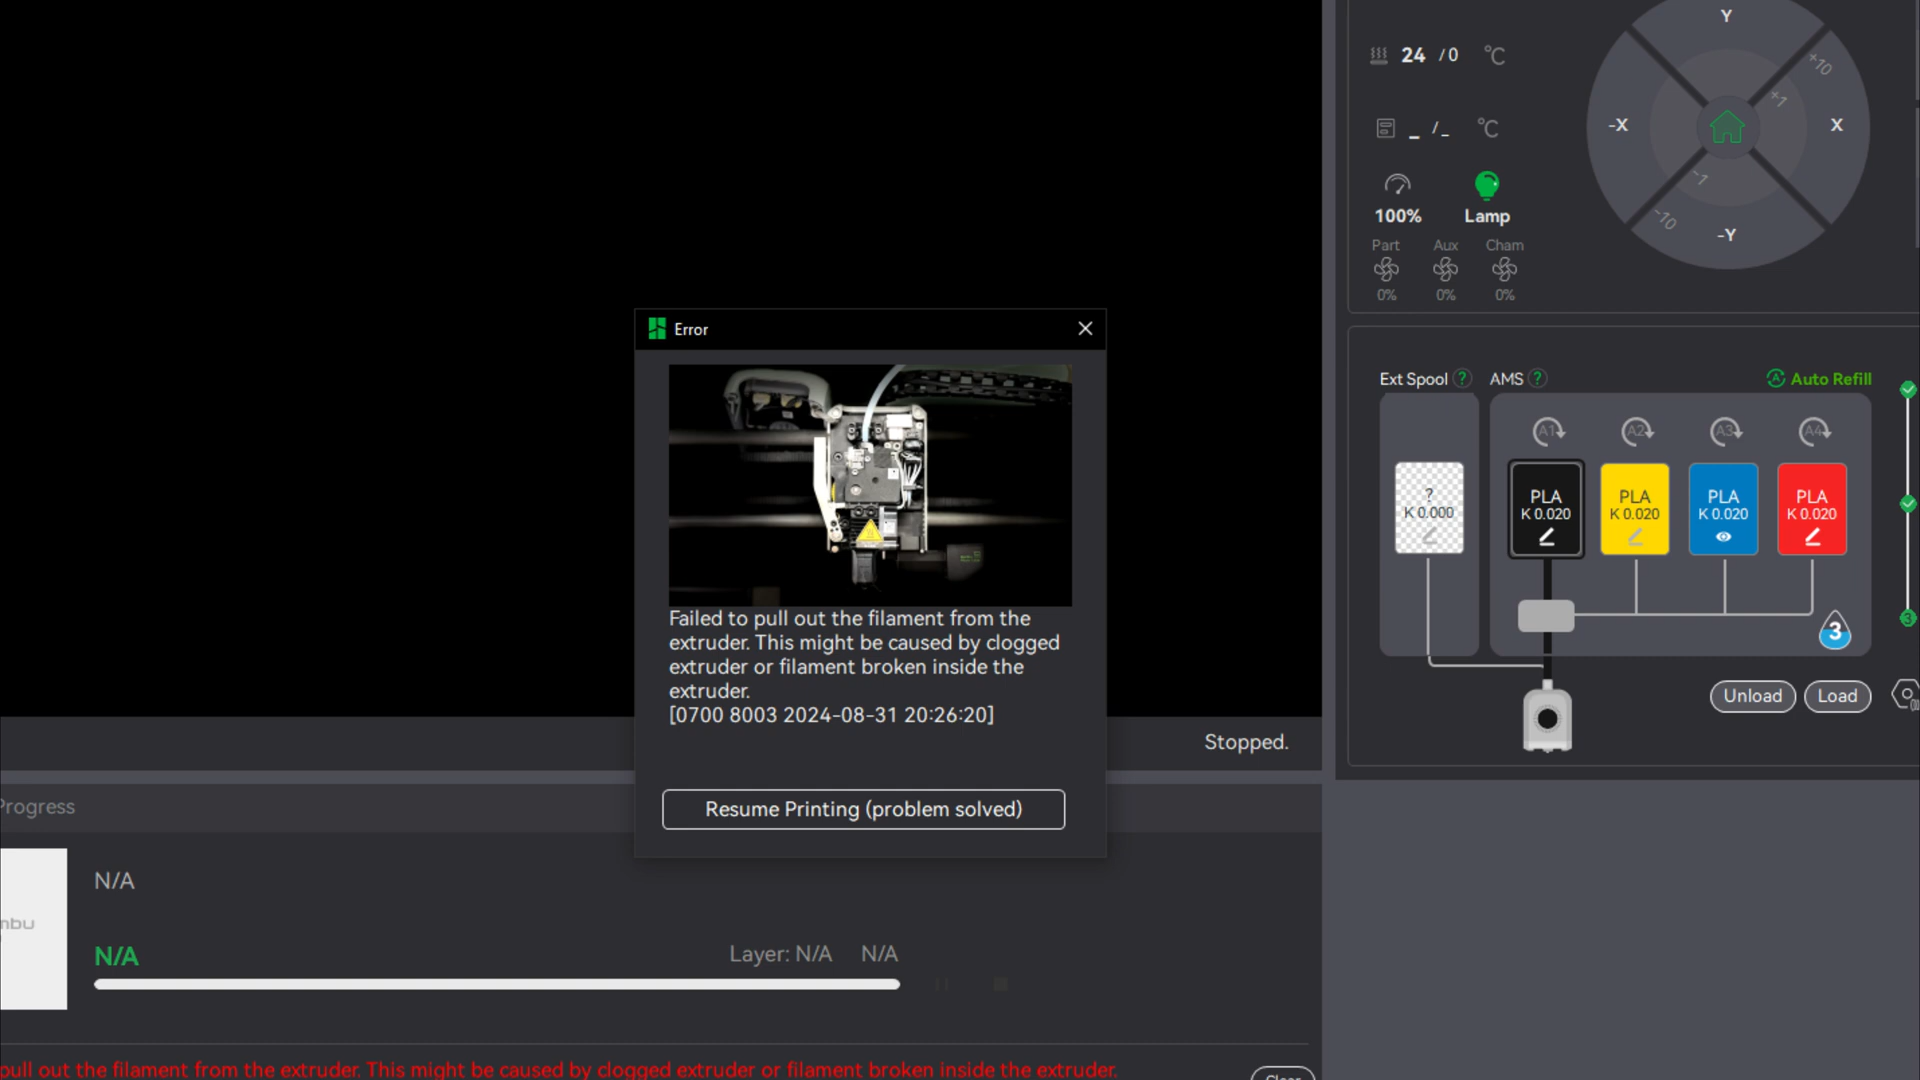 Y
24 /0 °C
+10
+1
-X
X
_ /_ °C
-1
-10
100%
Lamp
-Y
Part Aux Cham
0% 0% 0%
Error
Ext Spool ? AMS ? Auto Refill
A1 A2 A3 A4
?
K 0.000
PLA
K 0.020
PLA
K 0.020
PLA
K 0.020
PLA
K 0.020
3
3
Failed to pull out the filament from the
extruder. This might be caused by clogged
extruder or filament broken inside the
extruder.
[0700 8003 2024-08-31 20:26:20]
Unload Load
Stopped.
Resume Printing (problem solved)
Progress
N/A
mbu
N/A
Layer: N/A N/A
pull out the filament from the extruder. This might be caused by clogged extruder or filament broken inside the extruder.
Clear